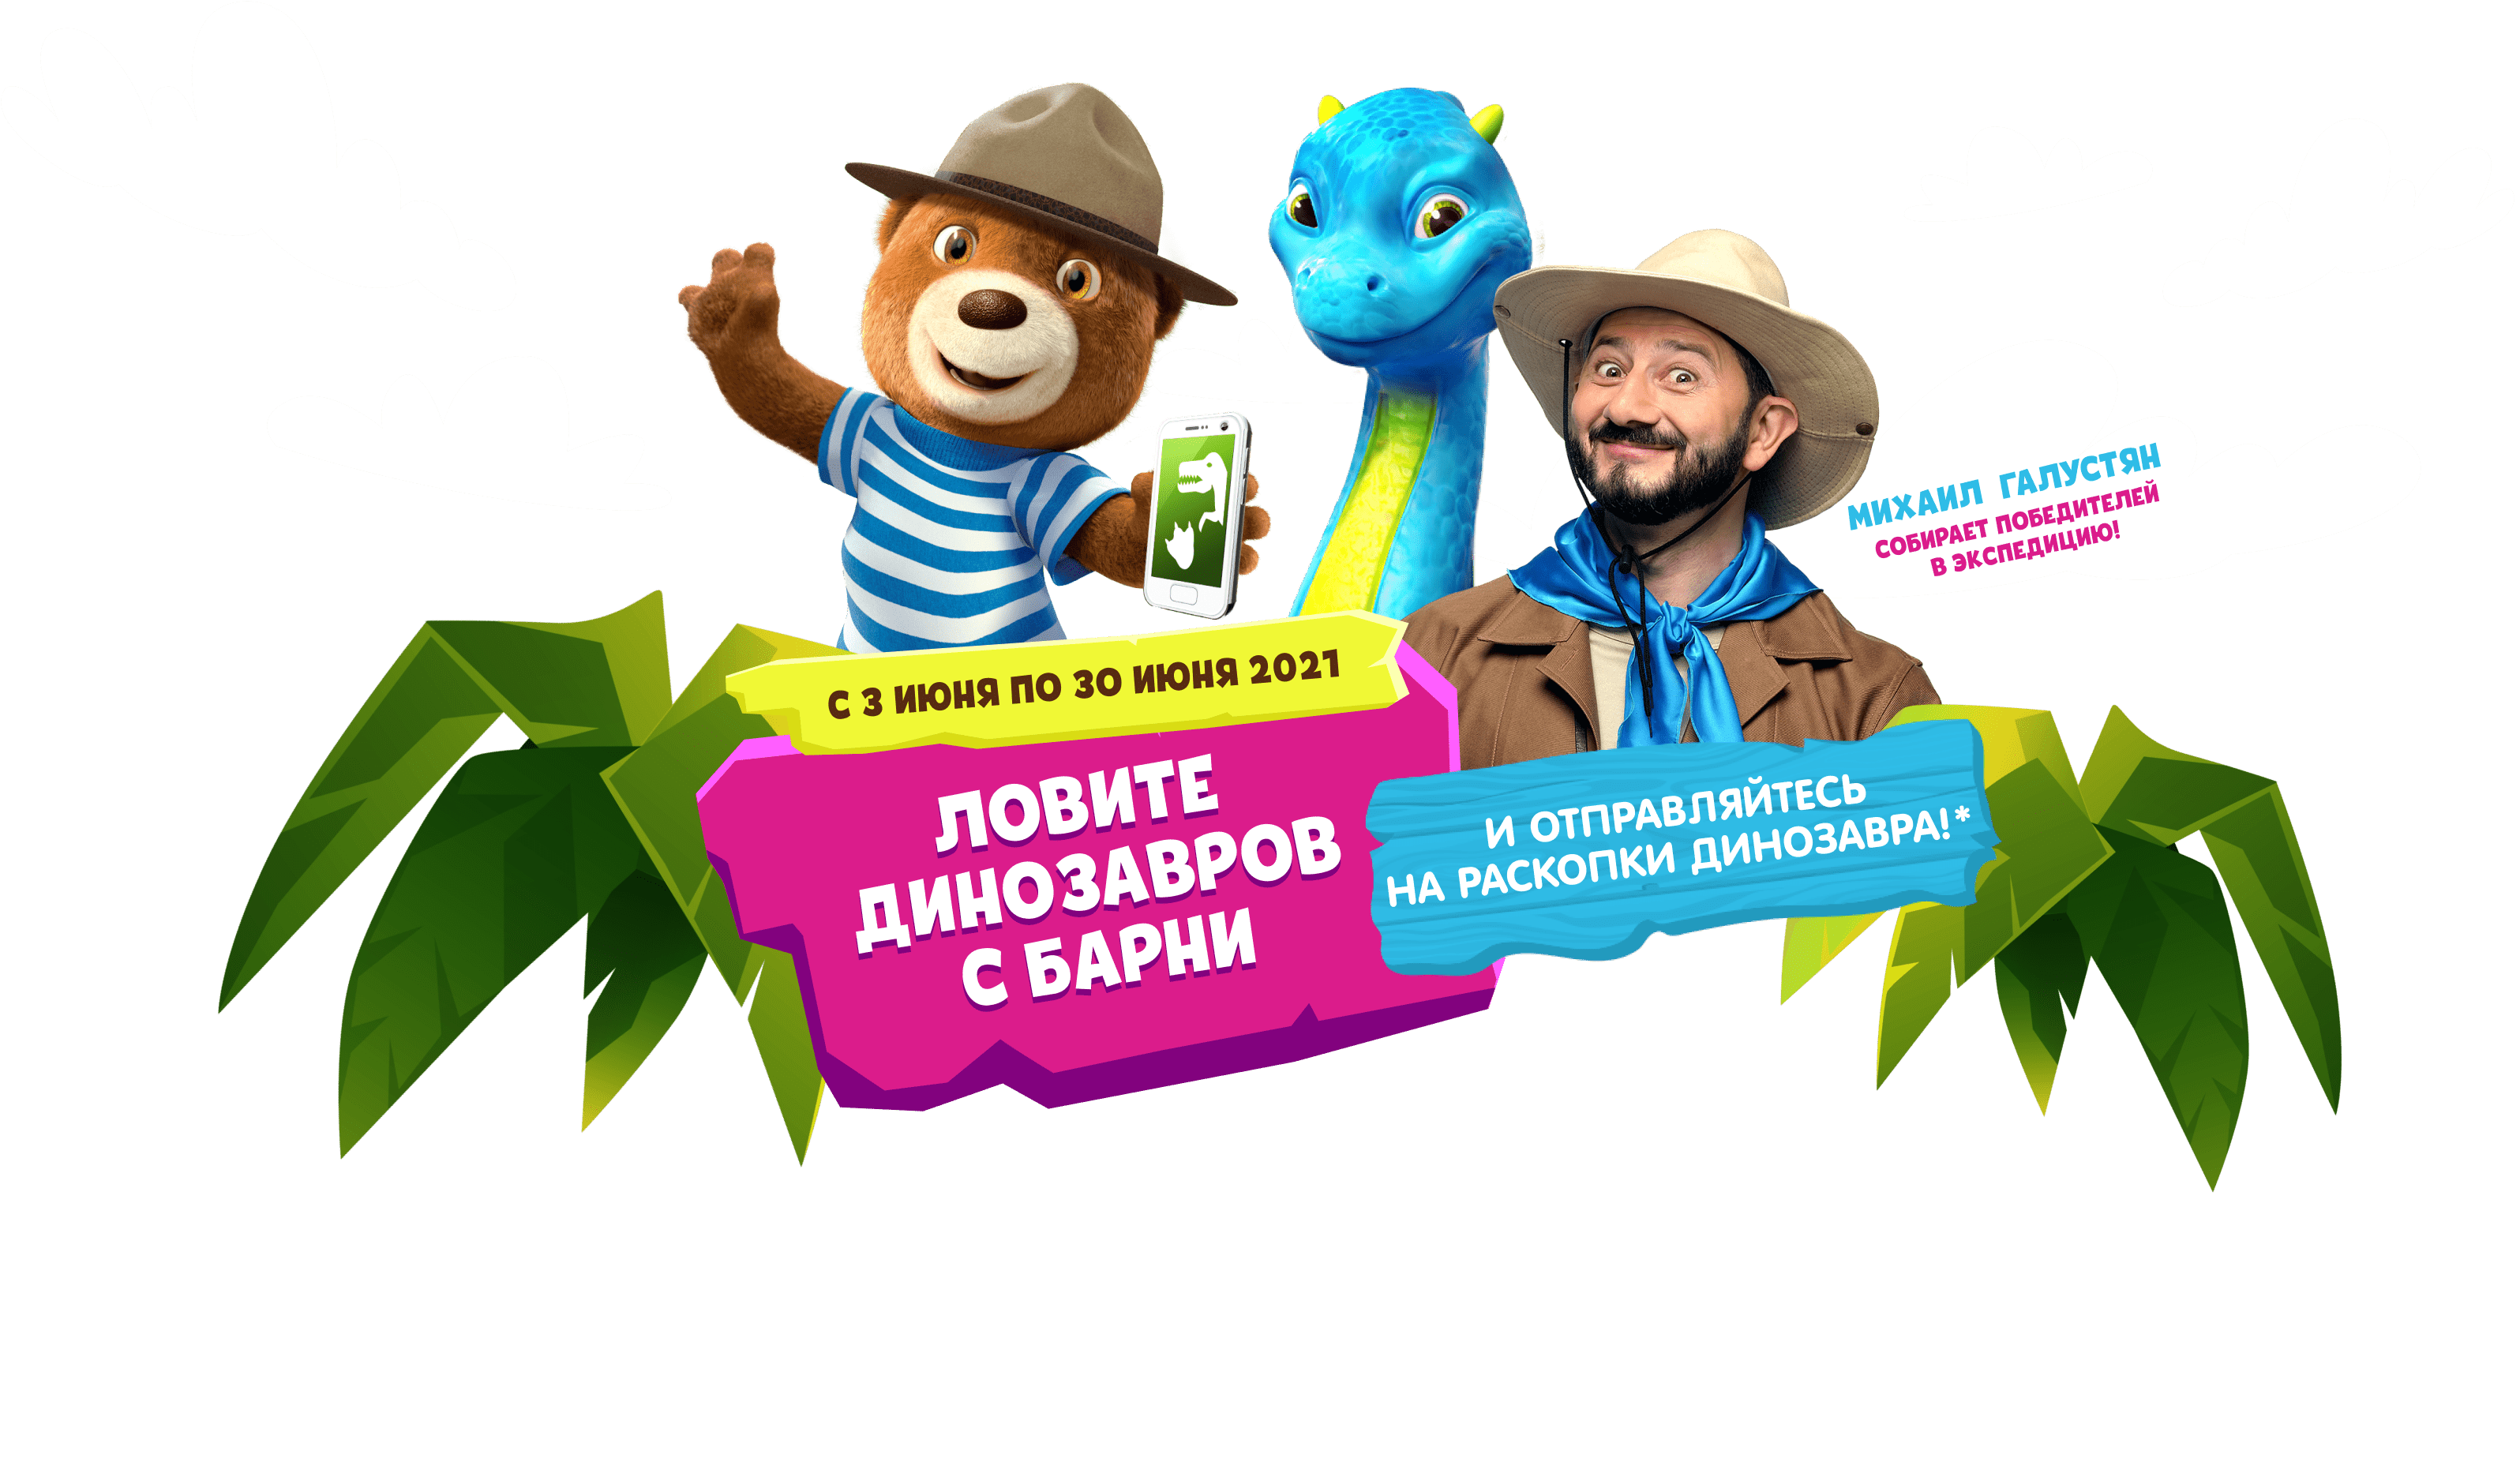 МИХАИЛ ГАЛУСТЯН
СОБИРАЕТ ПОБЕДИТЕЛЕЙ
В ЭКСПЕДИЦИЮ!
С 3 ИЮНЯ ПО 30 ИЮНЯ 2021
ЛОВИТЕ
ДИНОЗАВРОВ
С БАРНИ
И ОТПРАВЛЯЙТЕСЬ
НА РАСКОПКИ ДИНОЗАВРА!*